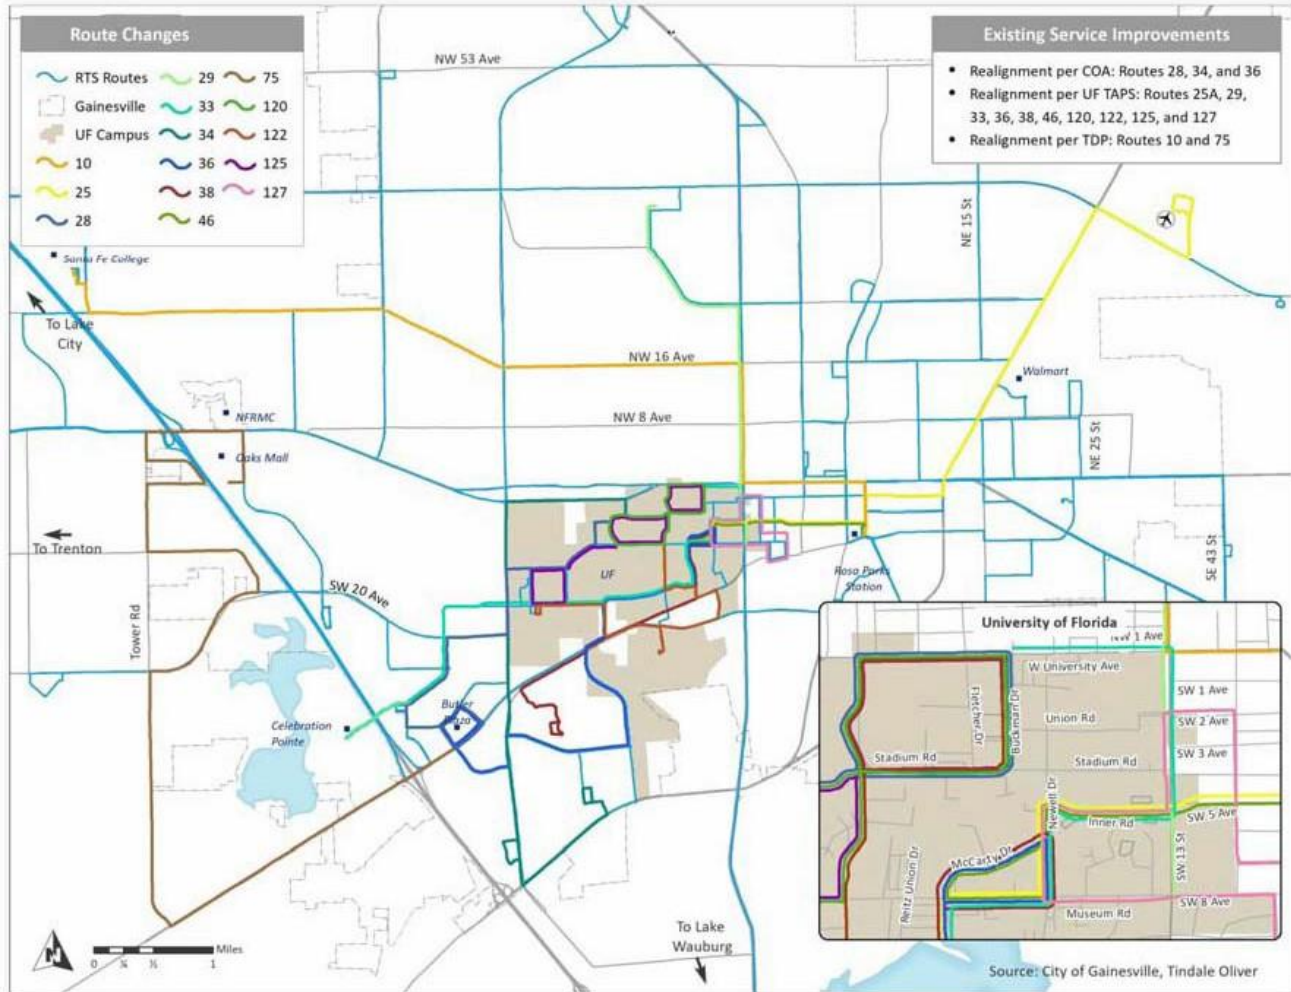 Route Changes
RTS Routes
Gainesville
UF Campus
10
25
28
29
33
34
36
38
46
75
120
122
125
127
Existing Service Improvements
• Realignment per COA: Routes 28, 34, and 36
• Realignment per UF TAPS: Routes 25A, 29,
33, 36, 38, 46, 120, 122, 125, and 127
• Realignment per TDP: Routes 10 and 75
NW 53 Ave
NE 15 St
Santa Fe College
To Lake
City
NW 16 Ave
Walmart
NFRMC
NW 8 Ave
Oaks Mall
NE 25 St
To Trenton
SW 20 Ave
UF
Rosa Parks
Station
SE 43 St
Tower Rd
Butler
Plaza
Celebration
Pointe
University of Florida
NW 1 Ave
W University Ave
SW 1 Ave
Fletcher Dr
Buckman Dr
Union Rd
SW 2 Ave
Stadium Rd
Stadium Rd
SW 3 Ave
Newell Dr
Inner Rd
SW 5 Ave
McCarty Dr
SW 13 St
Reitz Union Dr
Museum Rd
SW 8 Ave
To Lake
Wauburg
N
Miles
0 ¼ ½ 1
Source: City of Gainesville, Tindale Oliver